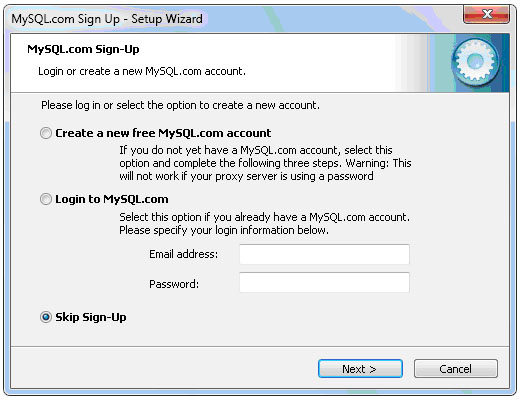 MySQL.com Sign Up - Setup Wizard
MySQL.com Sign-Up
Login or create a new MySQL.com account.
Please log in or select the option to create a new account.
Create a new free MySQL.com account
If you do not yet have a MySQL.com account, select this
option and complete the following three steps. Warning: This
will not work if your proxy server is using a password
Login to MySQL.com
Select this option if you already have a MySQL.com account.
Please specify your login information below.
Email address:
Password:
Skip Sign-Up
Next >
Cancel